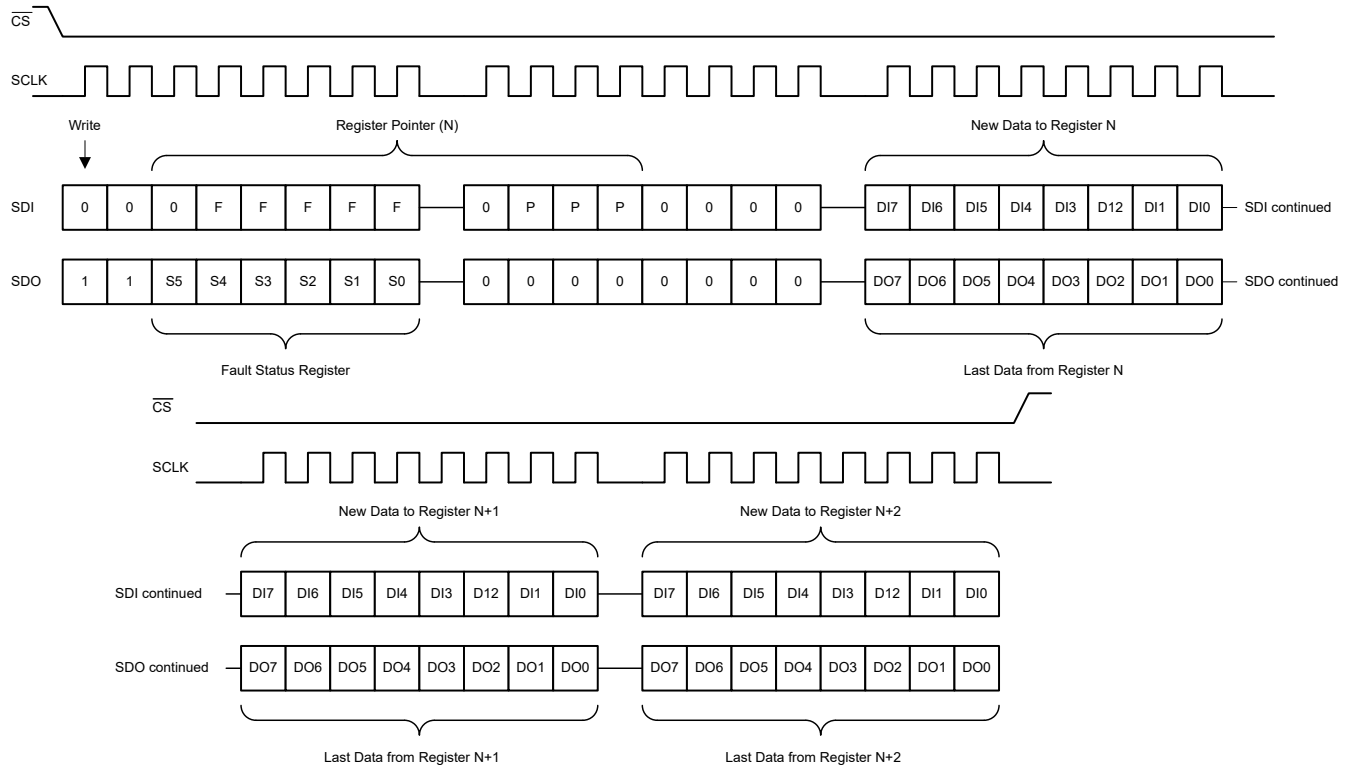 CS
SCLK
Write
Register Pointer (N)
New Data to Register N
SDI 0 0 0 F F F F F 0 P P P 0 0 0 0 DI7 DI6 DI5 DI4 DI3 D12 DI1 DI0 SDI continued
SDO 1 1 S5 S4 S3 S2 S1 S0 0 0 0 0 0 0 0 0 DO7 DO6 DO5 DO4 DO3 DO2 DO1 DO0 SDO continued
Fault Status Register
Last Data from Register N
CS
SCLK
New Data to Register N+1
New Data to Register N+2
SDI continued DI7 DI6 DI5 DI4 DI3 D12 DI1 DI0 DI7 DI6 DI5 DI4 DI3 D12 DI1 DI0
SDO continued DO7 DO6 DO5 DO4 DO3 DO2 DO1 DO0 DO7 DO6 DO5 DO4 DO3 DO2 DO1 DO0
Last Data from Register N+1
Last Data from Register N+2